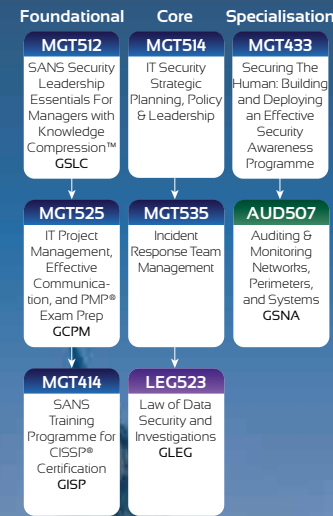 Foundational
Core
Specialisation
MGT512
SANS Security
Leadership
Essentials For
Managers with
Knowledge
Compression™
GSLC
MGT514
IT Security
Strategic
Planning, Policy
& Leadership
MGT433
Securing The
Human: Building
and Deploying
an Effective
Security
Awareness
Programme
MGT525
IT Project
Management,
Effective
Communica-
tion, and PMP®
Exam Prep
GCPM
MGT535
Incident
Response Team
Management
AUD507
Auditing &
Monitoring
Networks,
Perimeters,
and Systems
GSNA
MGT414
SANS
Training
Programme for
CISSP®
Certification
GISP
LEG523
Law of Data
Security and
Investigations
GLEG